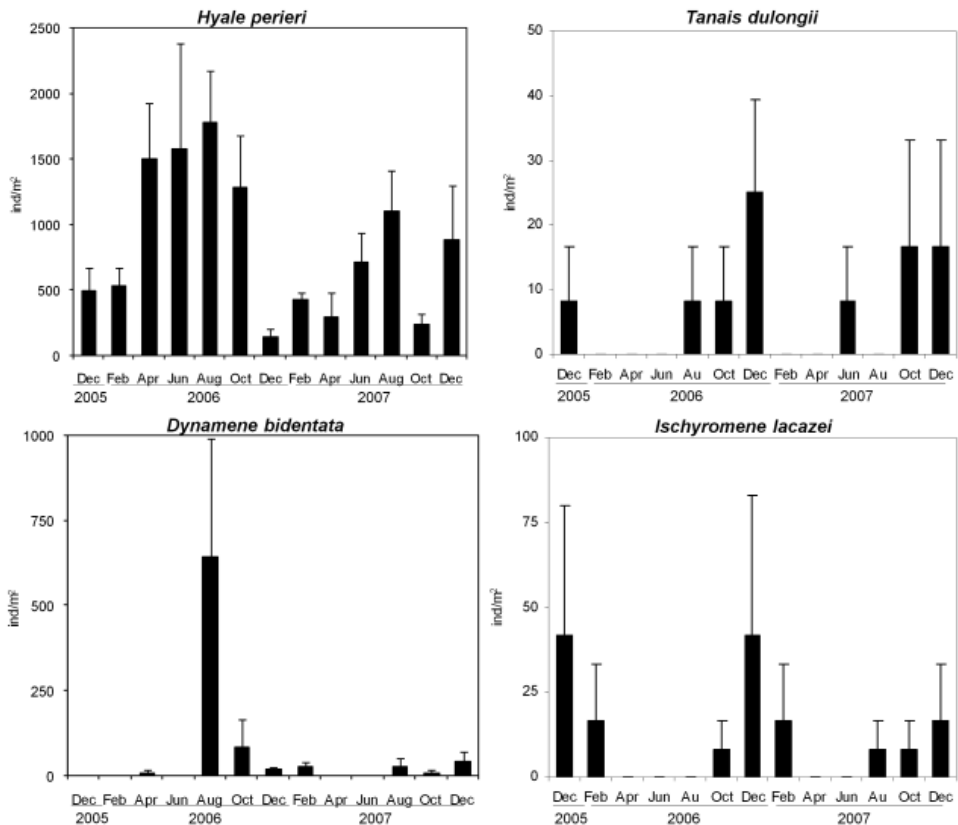 Hyale perieri
2500
2000
1500
1000
500
0
ind/m²
Dec Feb Apr Jun Aug Oct Dec Feb Apr Jun Aug Oct Dec
2005 2006 2007
Tanais dulongii
50
40
30
20
10
0
ind/m²
Dec Feb Apr Jun Au Oct Dec Feb Apr Jun Au Oct Dec
2005 2006 2007
Dynamene bidentata
1000
750
500
250
0
ind/m²
Dec Feb Apr Jun Aug Oct Dec Feb Apr Jun Aug Oct Dec
2005 2006 2007
Ischyromene lacazei
100
75
50
25
0
ind/m²
Dec Feb Apr Jun Au Oct Dec Feb Apr Jun Au Oct Dec
2005 2006 2007